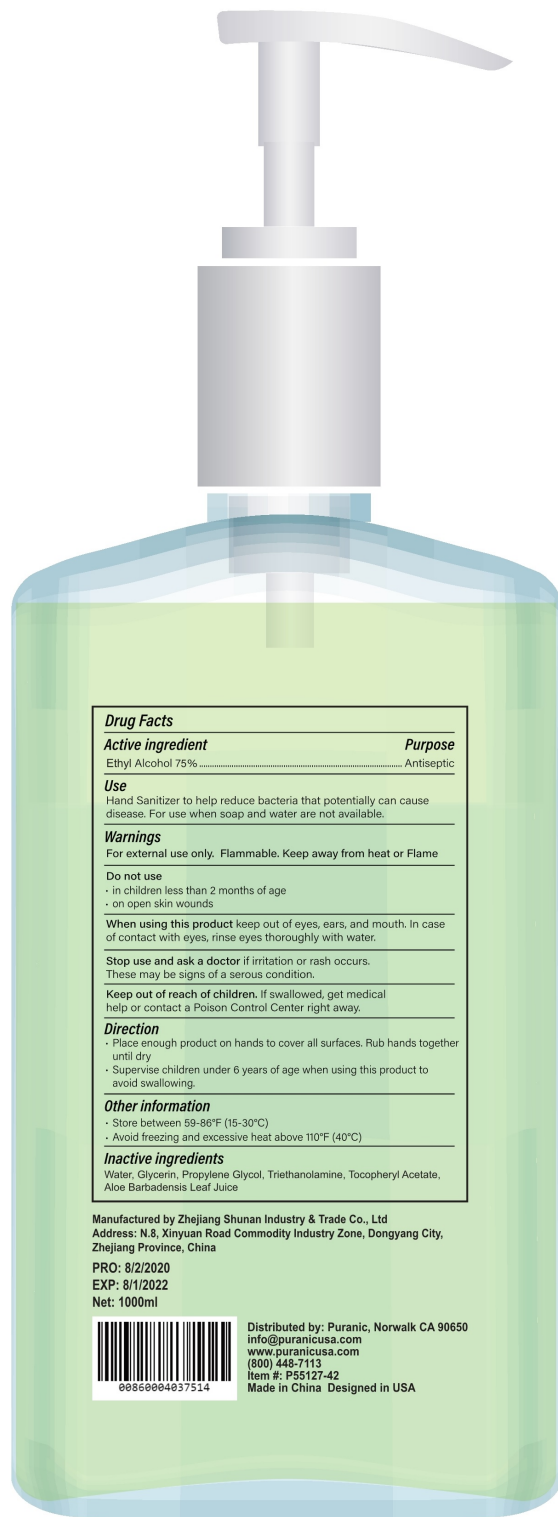 Drug Facts
Active ingredient Purpose
Ethyl Alcohol 75% ........................................................................................ Antiseptic
Use
Hand Sanitizer to help reduce bacteria that potentially can cause
disease. For use when soap and water are not available.
Warnings
For external use only. Flammable. Keep away from heat or Flame
Do not use
· in children less than 2 months of age
· on open skin wounds
When using this product keep out of eyes, ears, and mouth. In case
of contact with eyes, rinse eyes thoroughly with water.
Stop use and ask a doctor if irritation or rash occurs.
These may be signs of a serous condition.
Keep out of reach of children. If swallowed, get medical
help or contact a Poison Control Center right away.
Direction
· Place enough product on hands to cover all surfaces. Rub hands together
until dry
· Supervise children under 6 years of age when using this product to
avoid swallowing.
Other information
· Store between 59-86°F (15-30°C)
· Avoid freezing and excessive heat above 110°F (40°C)
Inactive ingredients
Water, Glycerin, Propylene Glycol, Triethanolamine, Tocopheryl Acetate,
Aloe Barbadensis Leaf Juice
Manufactured by Zhejiang Shunan Industry & Trade Co., Ltd
Address: N.8, Xinyuan Road Commodity Industry Zone, Dongyang City,
Zhejiang Province, China
PRO: 8/2/2020
EXP: 8/1/2022
Net: 1000ml
00860004037514
Distributed by: Puranic, Norwalk CA 90650
info@puranicusa.com
www.puranicusa.com
(800) 448-7113
Item #: P55127-42
Made in China Designed in USA